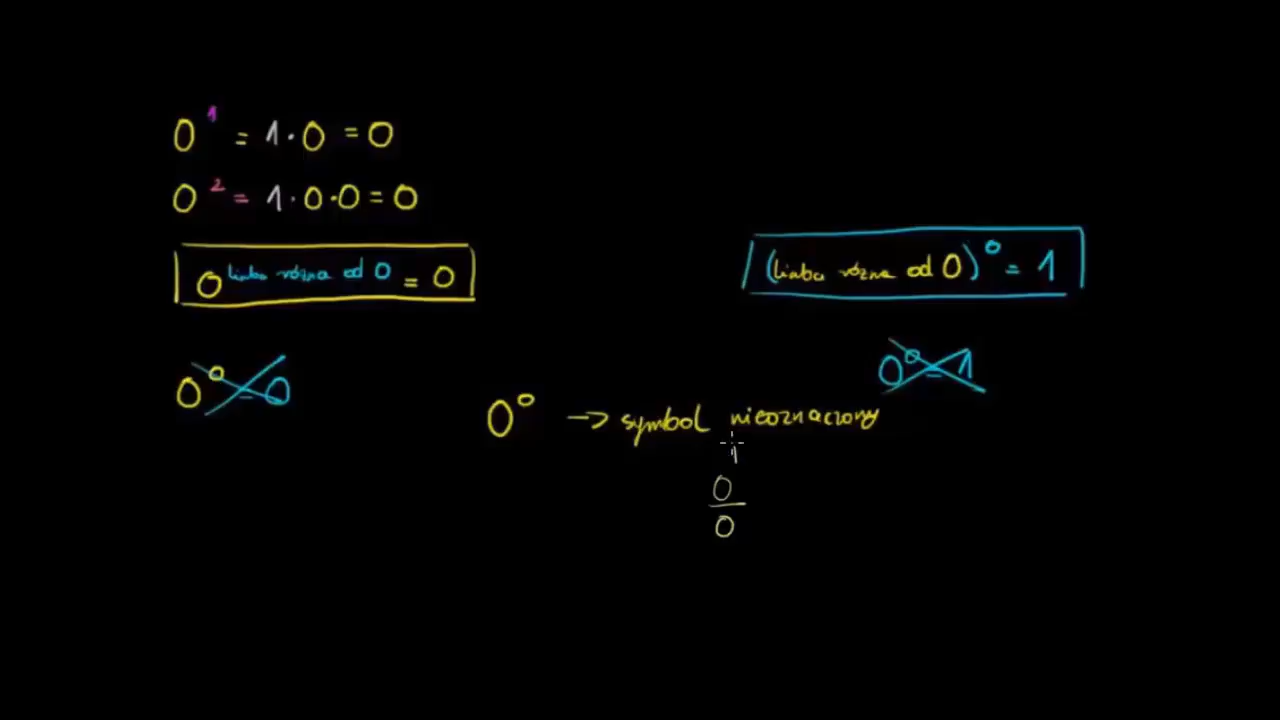 0¹ = 1·0 = 0
0² = 1·0·0 = 0
0^(liczba różna od 0) = 0
(liczba różna od 0)⁰ = 1
0⁰ = 0
0⁰ = 1
0⁰ → symbol nieoznaczony
0/0